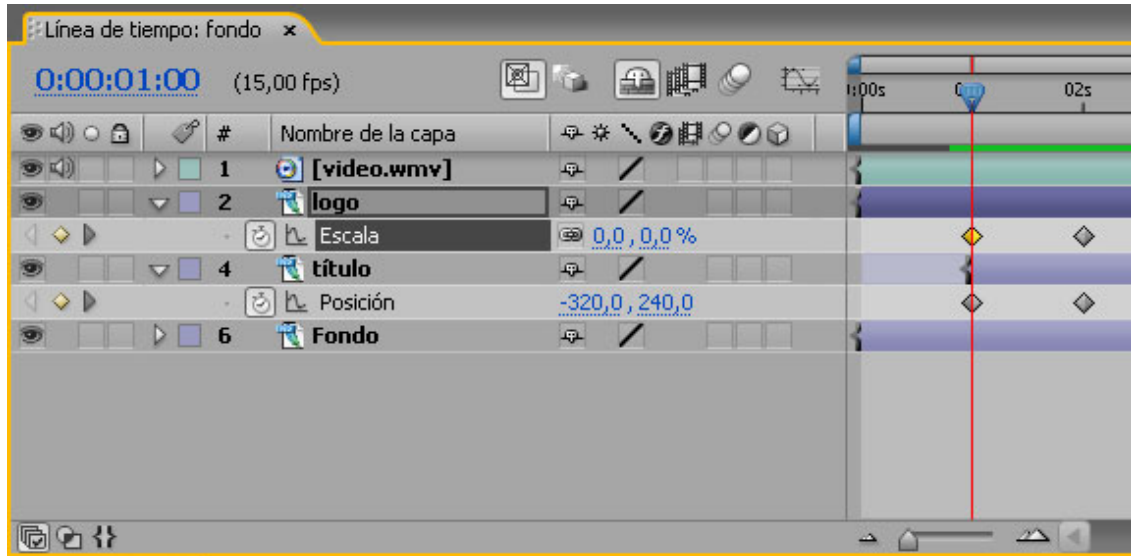 Línea de tiempo: fondo x
0:00:01:00 (15,00 fps)
:00s 02s
# Nombre de la capa
1 [video.wmv]
2 logo
Escala 0,0 , 0,0 %
4 título
Posición -320,0 , 240,0
6 Fondo